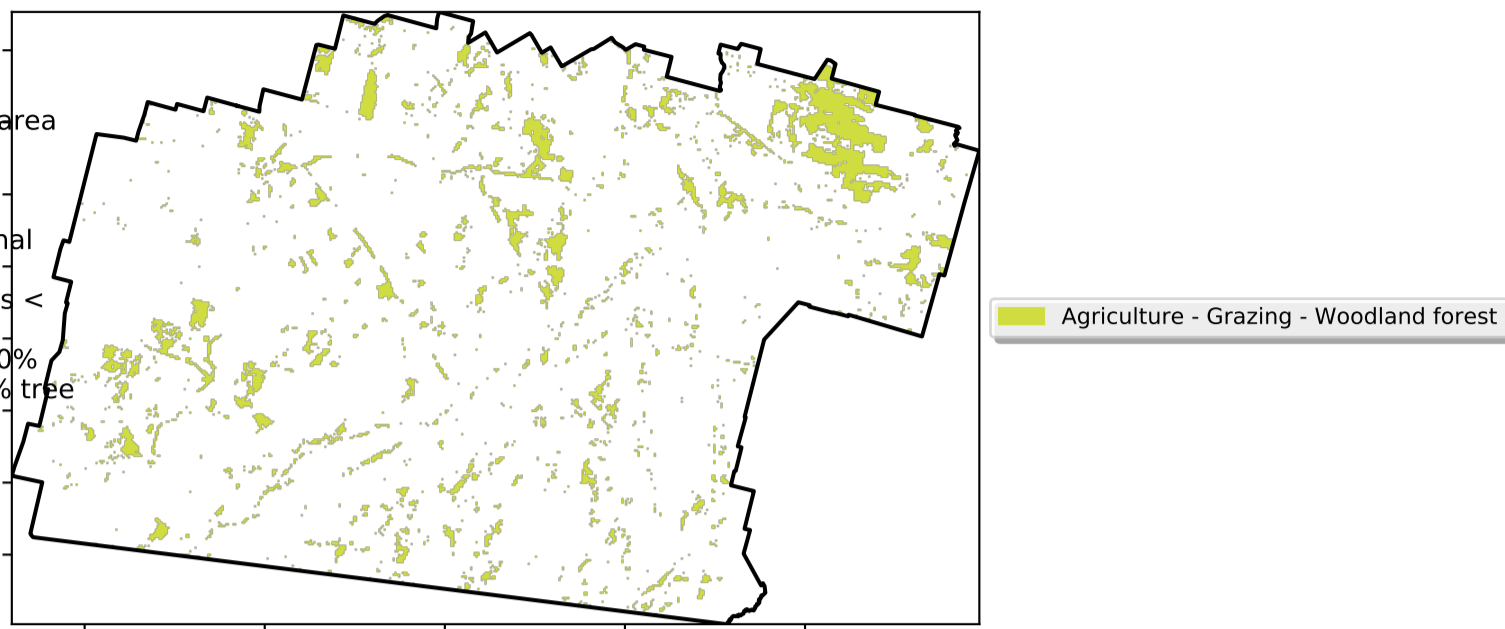 area
nal
s <
0%
% tree
Agriculture - Grazing - Woodland forest